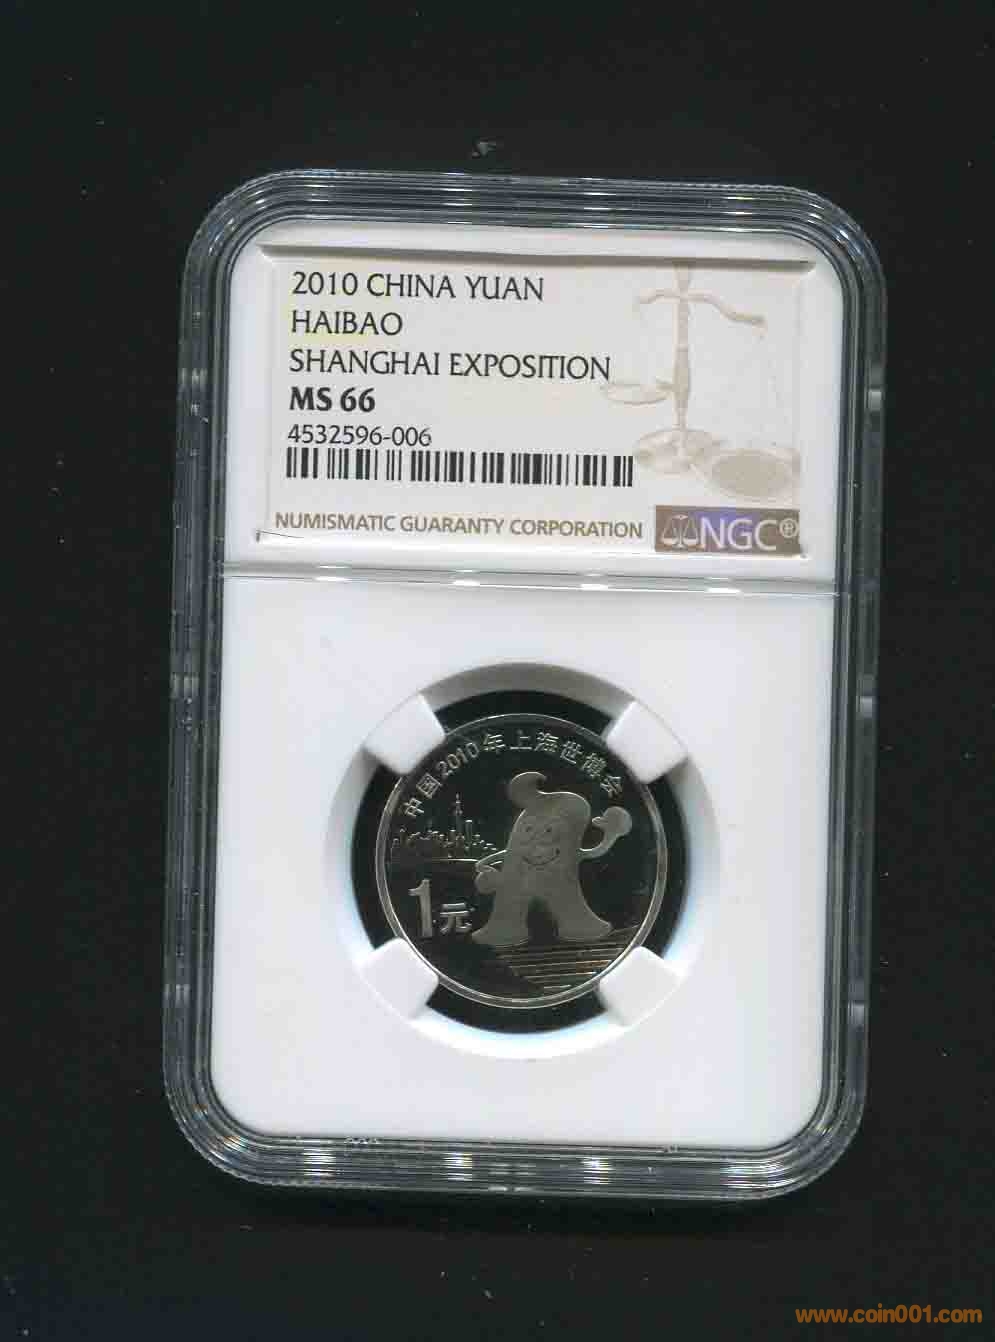 2010 CHINA YUAN
HAIBAO
SHANGHAI EXPOSITION
MS 66
4532596-006
NUMISMATIC GUARANTY CORPORATION
NGC®
中国2010年上海世博会
1元
www.coin001.com